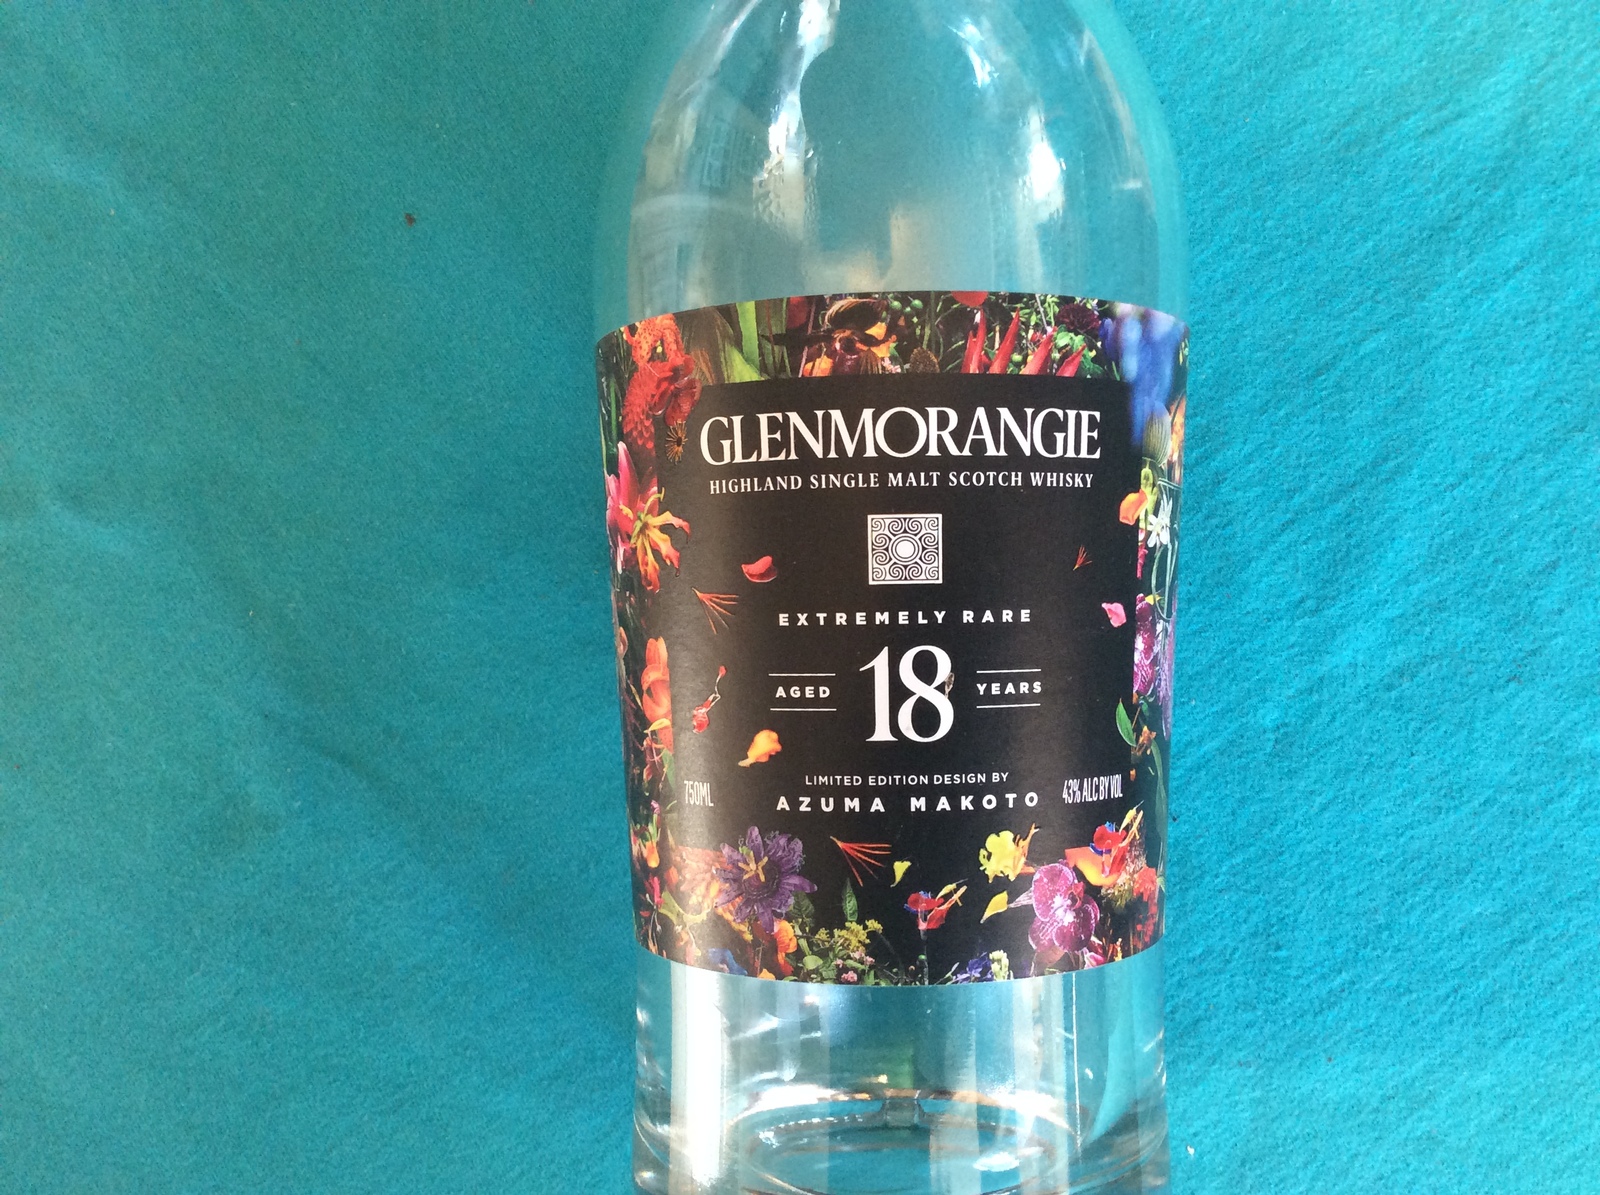 GLENMORANGIE
HIGHLAND SINGLE MALT SCOTCH WHISKY
EXTREMELY RARE
AGED 18 YEARS
LIMITED EDITION DESIGN BY
AZUMA MAKOTO
750ML
43% ALC BY VOL